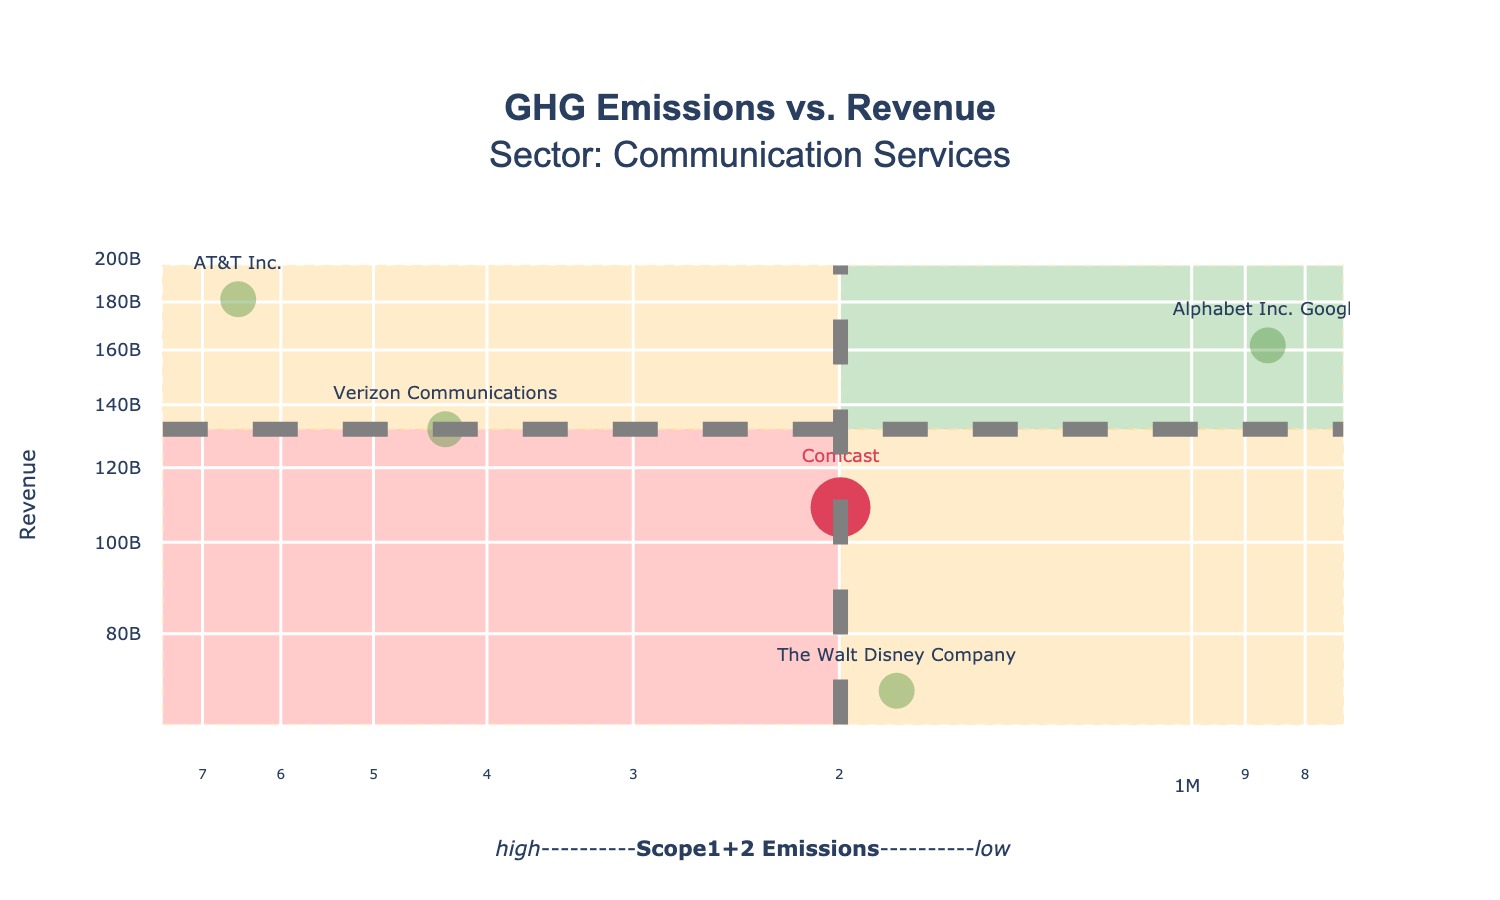 GHG Emissions vs. Revenue
Sector: Communication Services
200B
AT&T Inc.
180B
Alphabet Inc. Googl
160B
Verizon Communications
140B
Comcast
120B
Revenue
100B
80B
The Walt Disney Company
7 6 5 4 3 2 1M 9 8
high----------Scope1+2 Emissions----------low